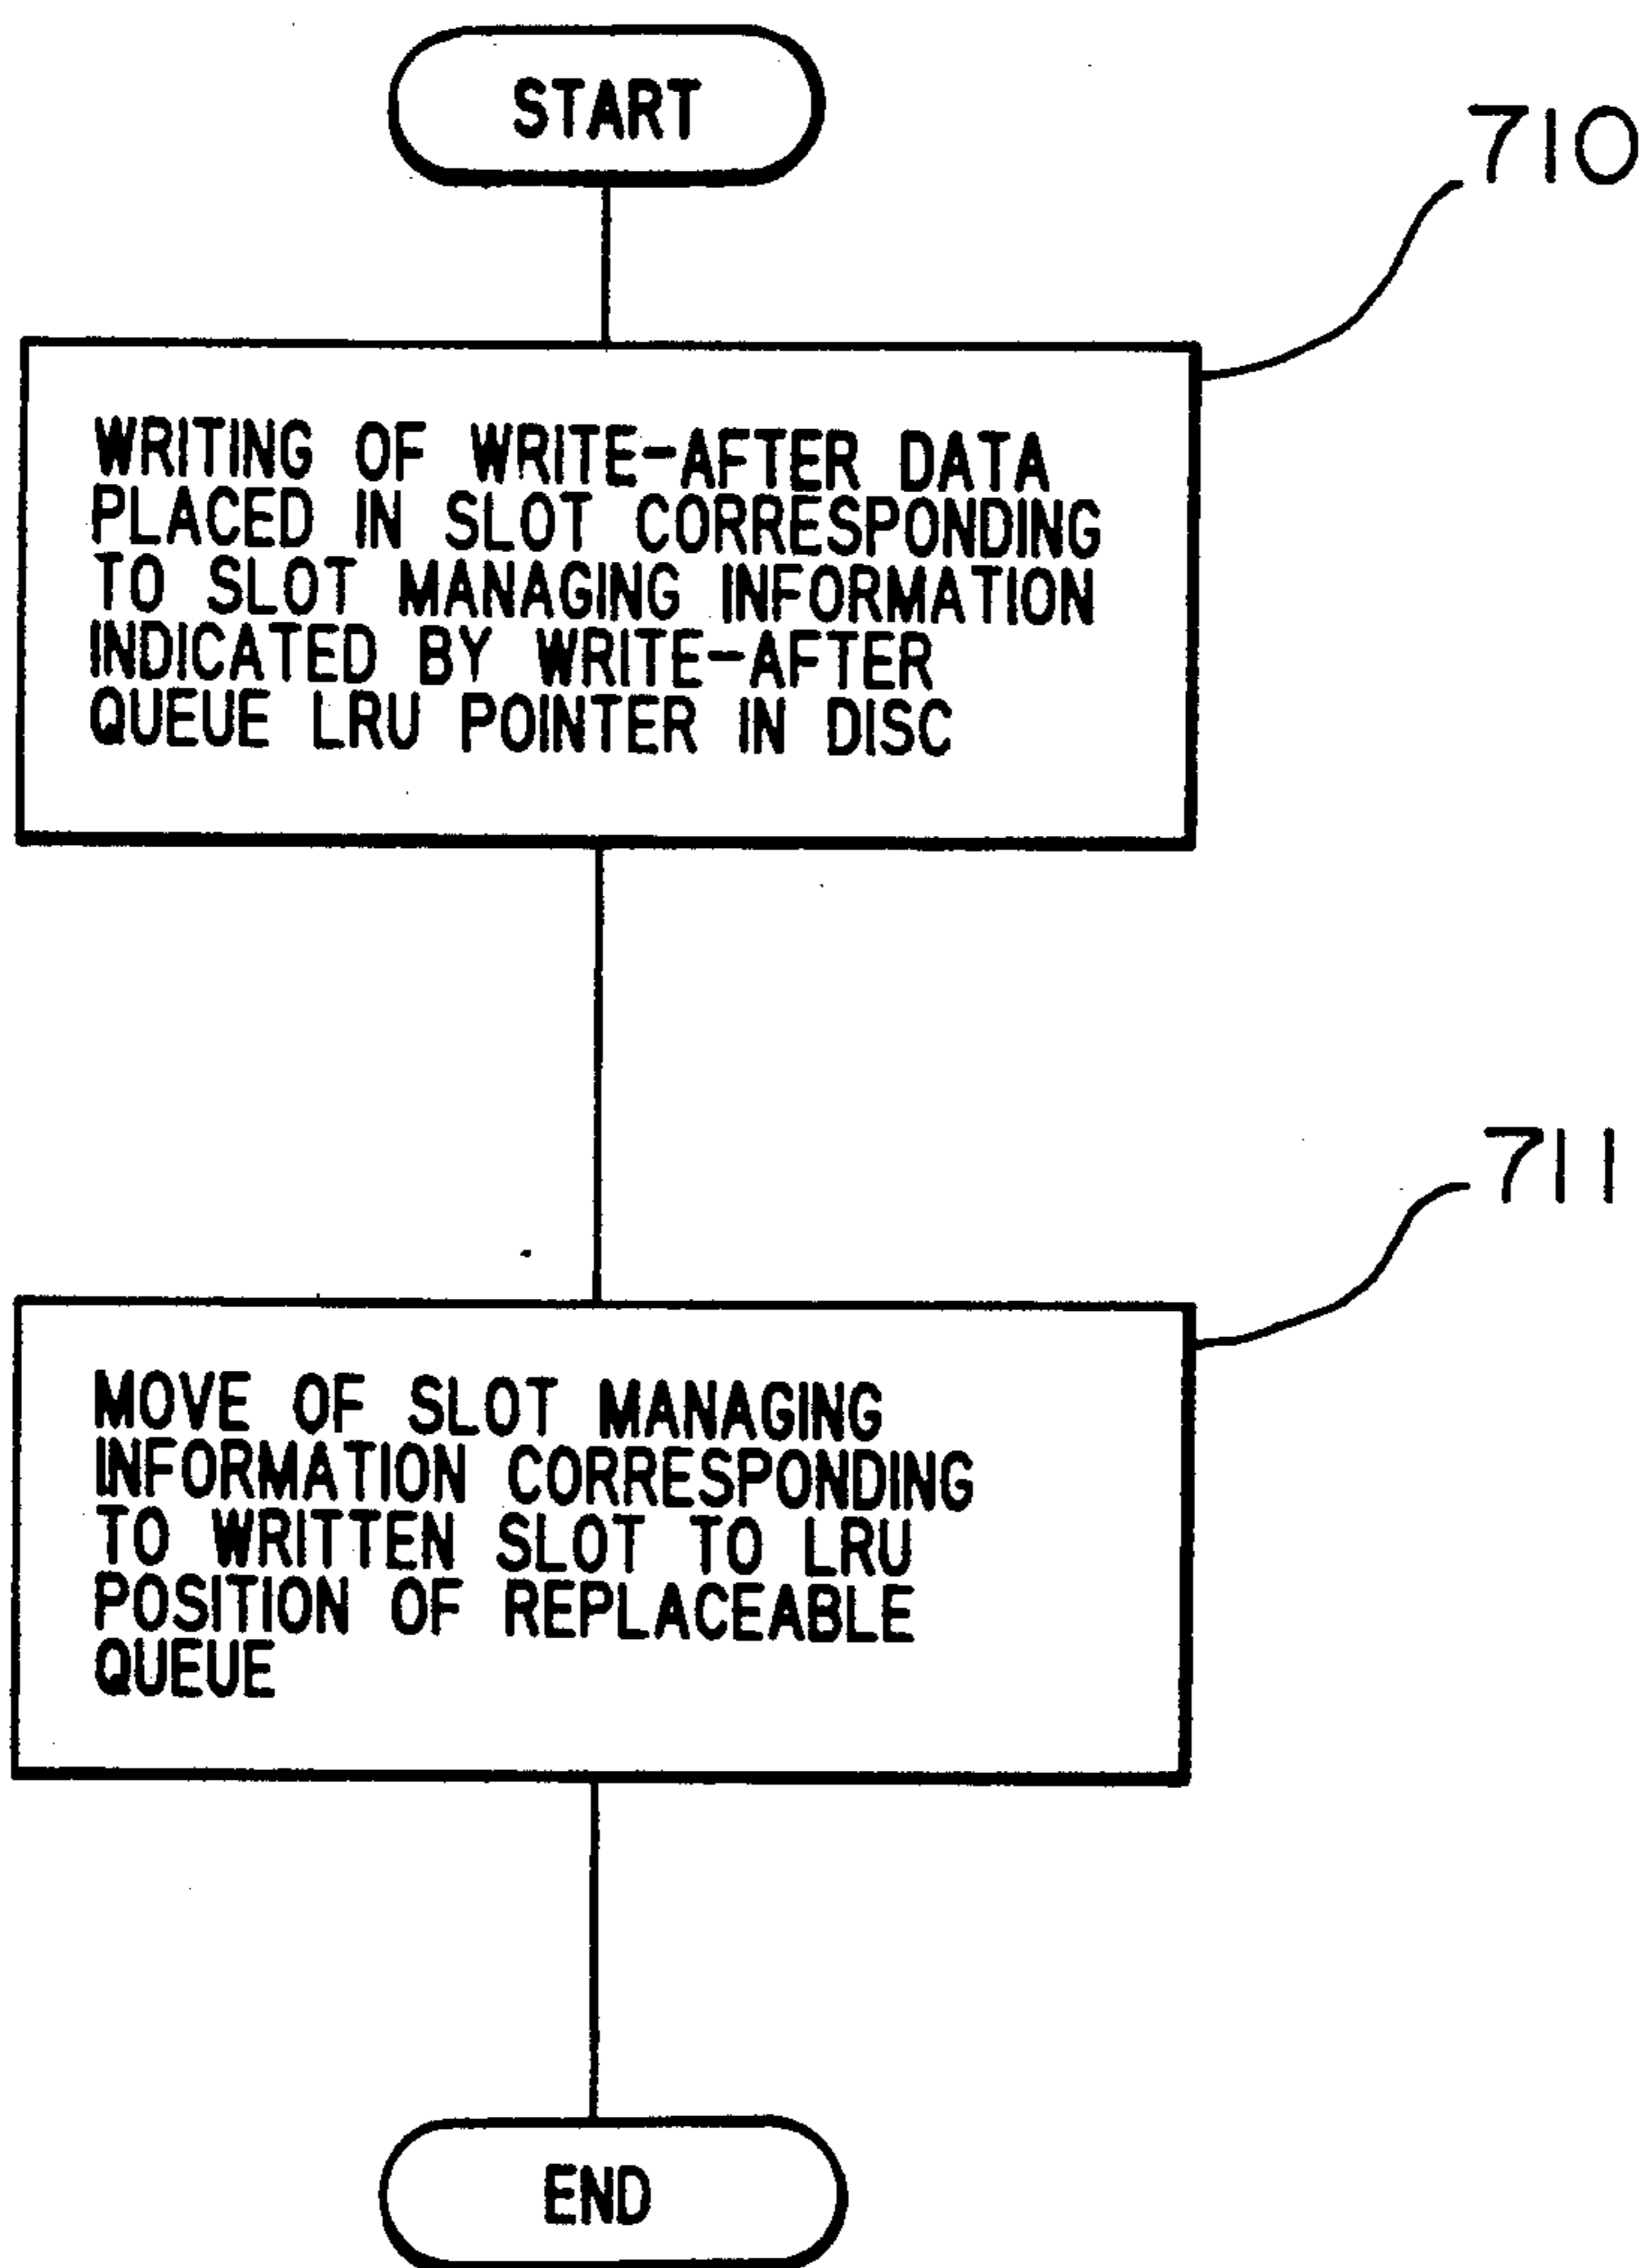 START
710
WRITING OF WRITE-AFTER DATA
PLACED IN SLOT CORRESPONDING
TO SLOT MANAGING INFORMATION
INDICATED BY WRITE-AFTER
QUEUE LRU POINTER IN DISC
711
MOVE OF SLOT MANAGING
INFORMATION CORRESPONDING
TO WRITTEN SLOT TO LRU
POSITION OF REPLACEABLE
QUEUE
END